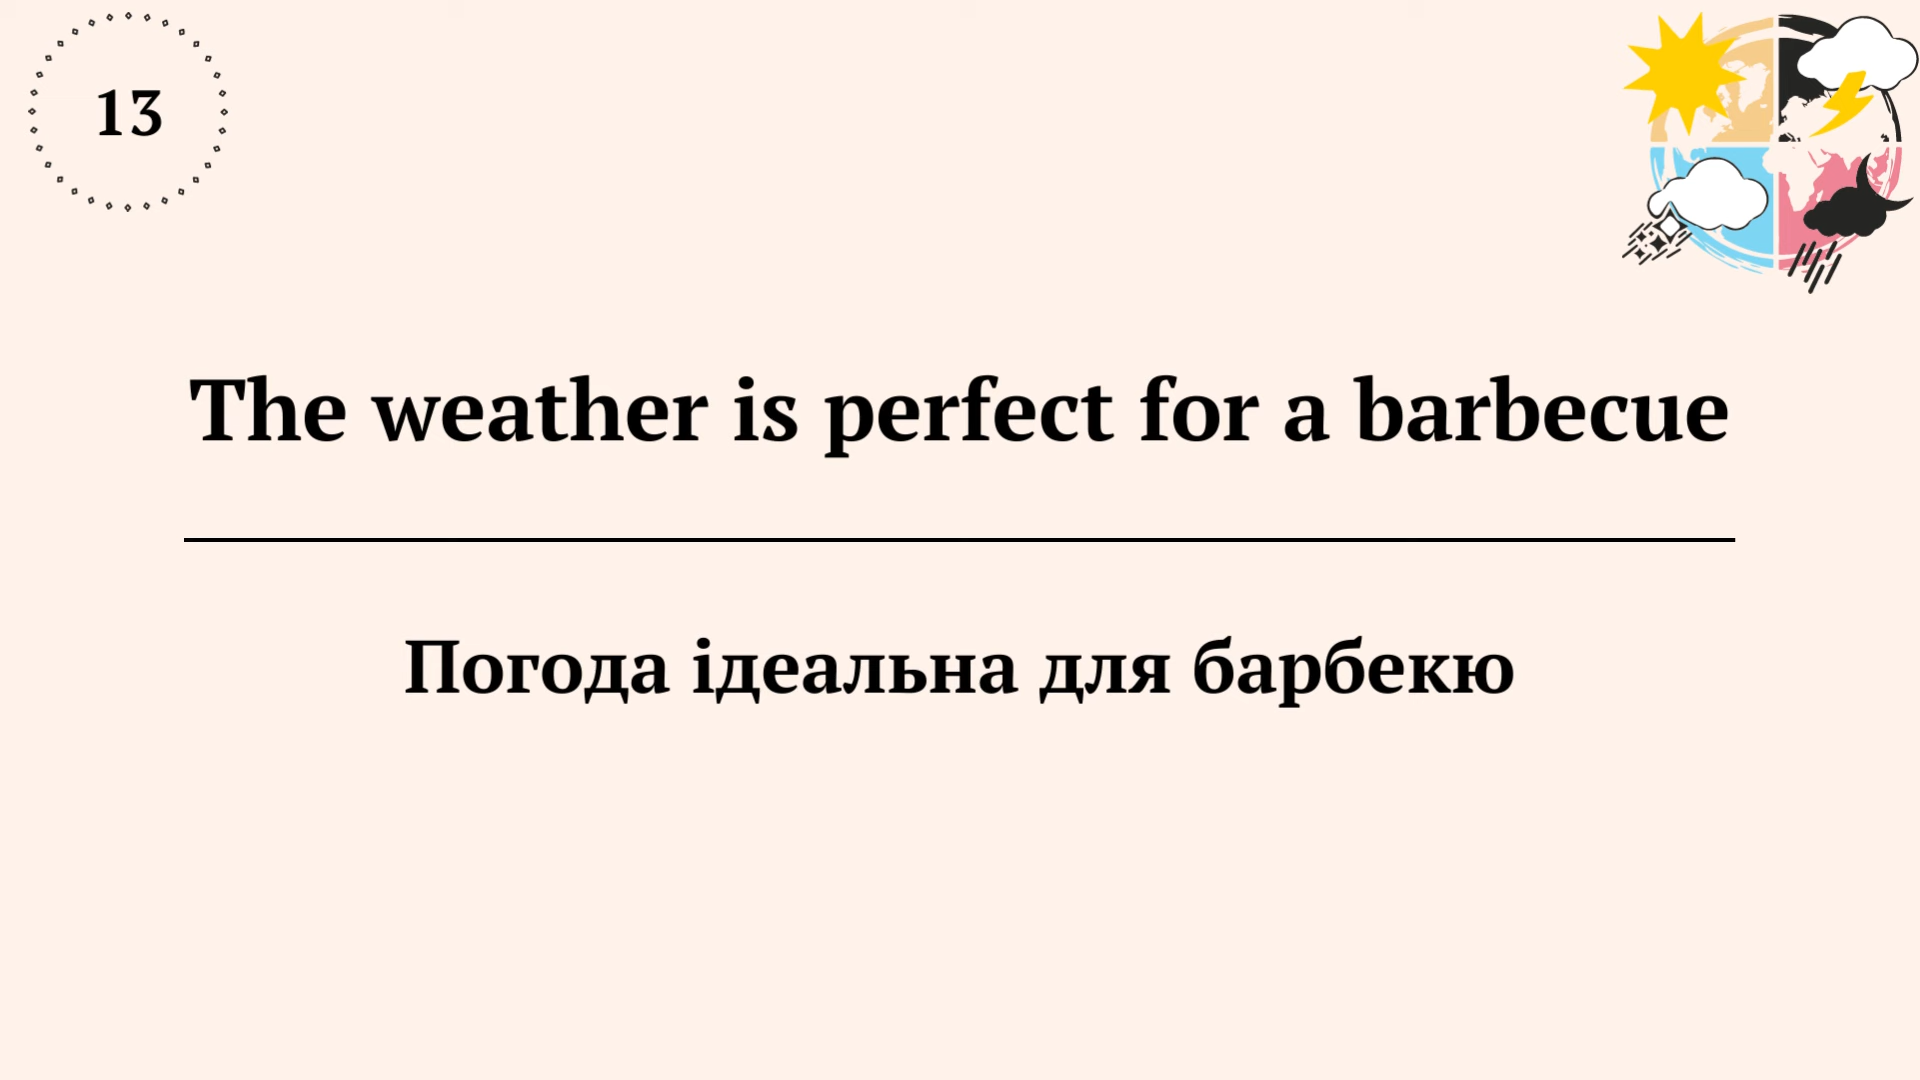 13
The weather is perfect for a barbecue
Погода ідеальна для барбекю